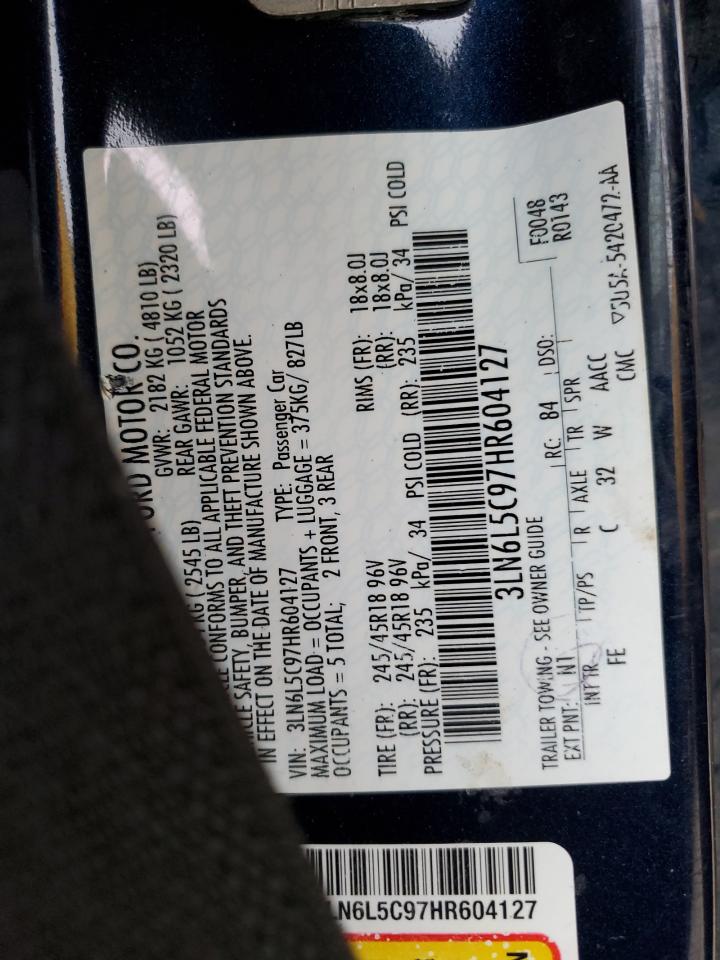 MOTOR CO.
GVWR: 2182 KG ( 4810 LB)
KG ( 2545 LB) REAR GAWR: 1052 KG ( 2320 LB)
CONFORMS TO ALL APPLICABLE FEDERAL MOTOR
SAFETY, BUMPER, AND THEFT PREVENTION STANDARDS
IN EFFECT ON THE DATE OF MANUFACTURE SHOWN ABOVE.
VIN: 3LN6L5C97HR604127 TYPE: Passenger Car
MAXIMUM LOAD = OCCUPANTS + LUGGAGE = 375KG/ 827LB
OCCUPANTS = 5 TOTAL; 2 FRONT, 3 REAR
TIRE (FR): 245/45R18 96V RIMS (FR): 18x8.0J
(RR): 245/45R18 96V (RR): 18x8.0J
PRESSURE (FR): 235 kPa/ 34 PSI COLD (RR): 235 kPa/ 34 PSI COLD
3LN6L5C97HR604127
TRAILER TOWING - SEE OWNER GUIDE RC: 84 DSO: F0048
EXT PNT: N1 R0143
INT TR TP/PS R AXLE TR SPR
FE C 32 W AACC
CMC
5U5A-5420472-AA
LN6L5C97HR604127